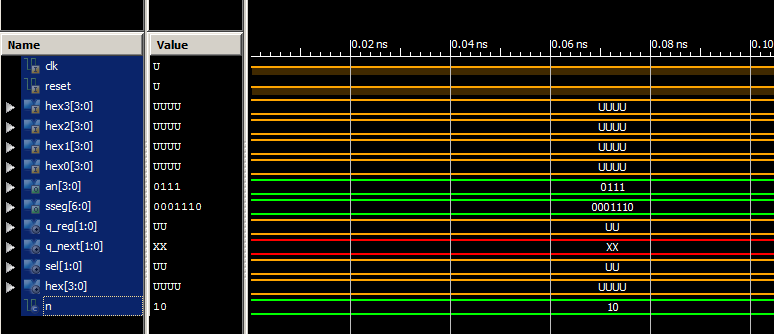 Name Value
0.02 ns 0.04 ns 0.06 ns 0.08 ns 0.10
clk U
reset U
hex3[3:0] UUUU UUUU
hex2[3:0] UUUU UUUU
hex1[3:0] UUUU UUUU
hex0[3:0] UUUU UUUU
an[3:0] 0111 0111
sseg[6:0] 0001110 0001110
q_reg[1:0] UU UU
q_next[1:0] XX XX
sel[1:0] UU UU
hex[3:0] UUUU UUUU
n 10 10